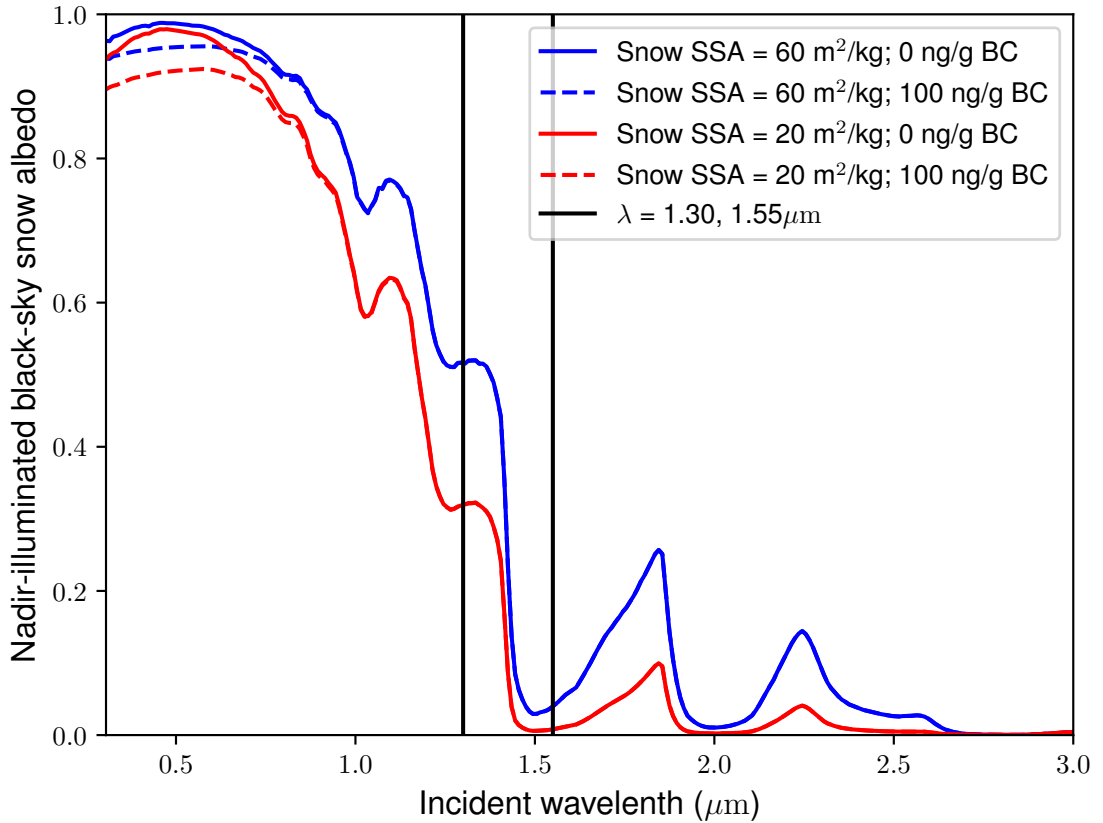 Nadir-illuminated black-sky snow albedo
1.0
0.8
0.6
0.4
0.2
0.0
Snow SSA = 60 m²/kg; 0 ng/g BC
Snow SSA = 60 m²/kg; 100 ng/g BC
Snow SSA = 20 m²/kg; 0 ng/g BC
Snow SSA = 20 m²/kg; 100 ng/g BC
λ = 1.30, 1.55μm
0.5 1.0 1.5 2.0 2.5 3.0
Incident wavelenth (μm)